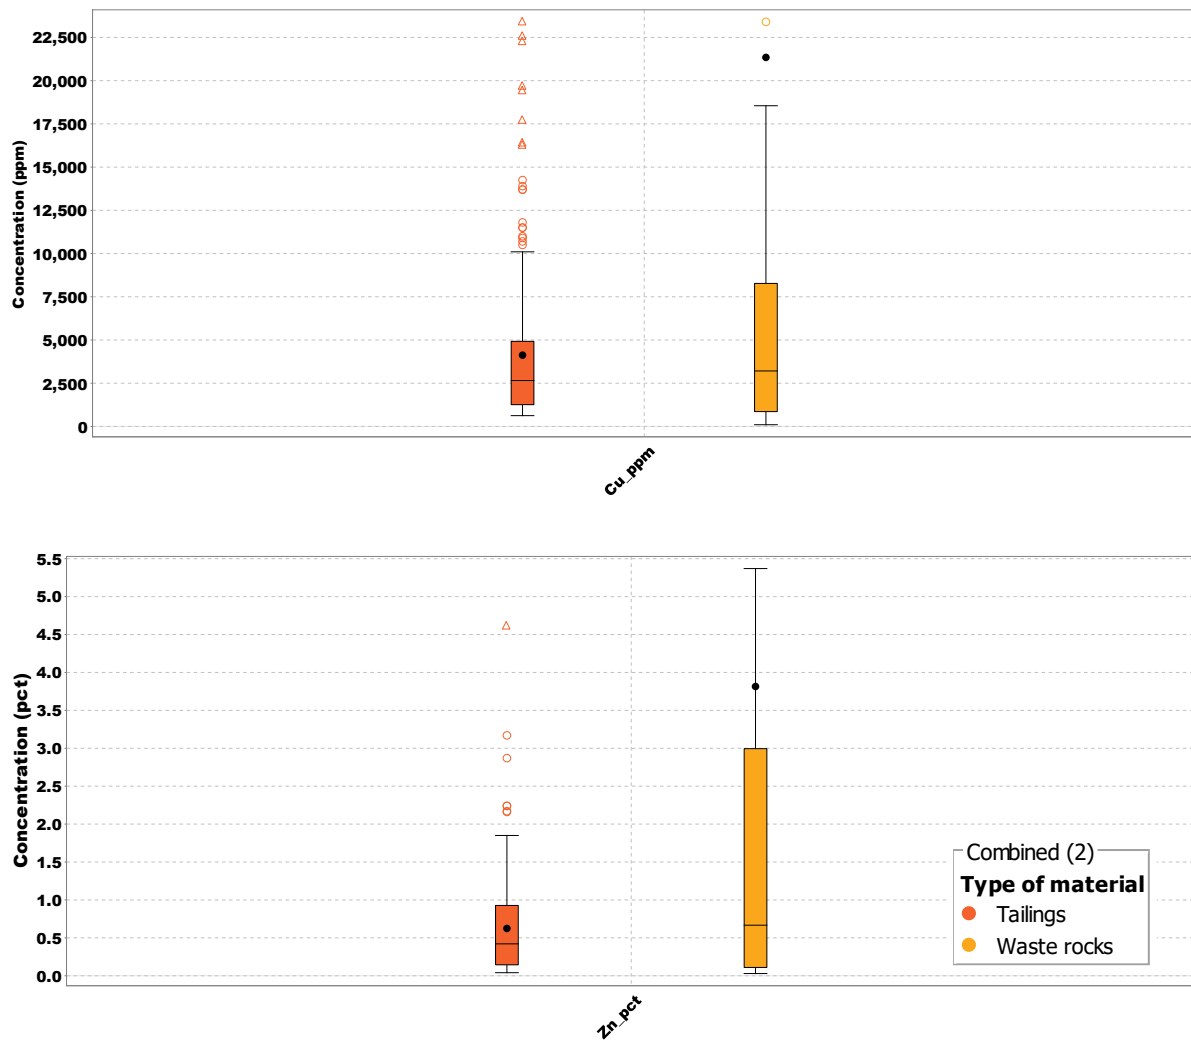 22,500
20,000
17,500
15,000
12,500
10,000
7,500
5,000
2,500
0
Concentration (ppm)
Cu_ppm
5.5
5.0
4.5
4.0
3.5
3.0
2.5
2.0
1.5
1.0
0.5
0.0
Concentration (pct)
Zn_pct
Combined (2)
Type of material
Tailings
Waste rocks